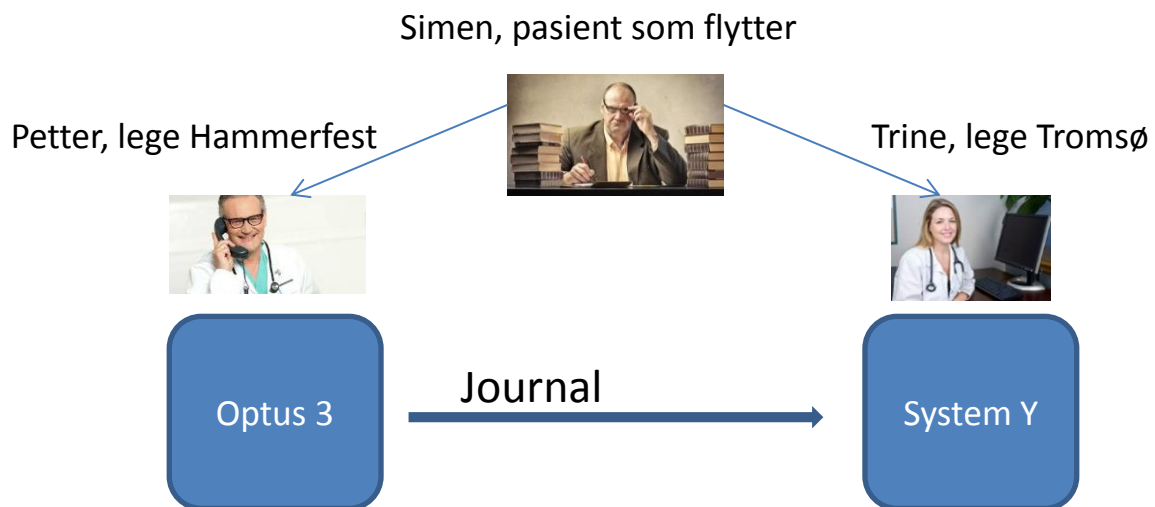 Simen, pasient som flytter
Petter, lege Hammerfest
Trine, lege Tromsø
Journal
Optus 3
System Y